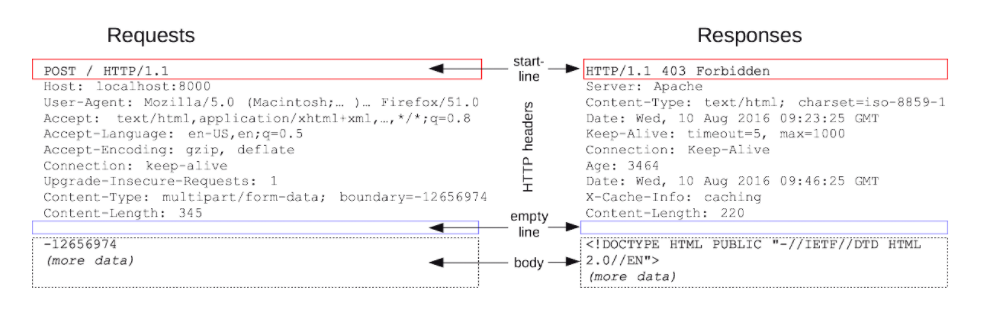 Requests
POST / HTTP/1.1
Host: localhost:8000
User-Agent: Mozilla/5.0 (Macintosh;… )… Firefox/51.0
Accept: text/html,application/xhtml+xml,…,*/*;q=0.8
Accept-Language: en-US,en;q=0.5
Accept-Encoding: gzip, deflate
Connection: keep-alive
Upgrade-Insecure-Requests: 1
Content-Type: multipart/form-data; boundary=-12656974
Content-Length: 345
-12656974
(more data)
start-
line
HTTP headers
empty
line
body
Responses
HTTP/1.1 403 Forbidden
Server: Apache
Content-Type: text/html; charset=iso-8859-1
Date: Wed, 10 Aug 2016 09:23:25 GMT
Keep-Alive: timeout=5, max=1000
Connection: Keep-Alive
Age: 3464
Date: Wed, 10 Aug 2016 09:46:25 GMT
X-Cache-Info: caching
Content-Length: 220
<!DOCTYPE HTML PUBLIC "-//IETF//DTD HTML
2.0//EN">
(more data)